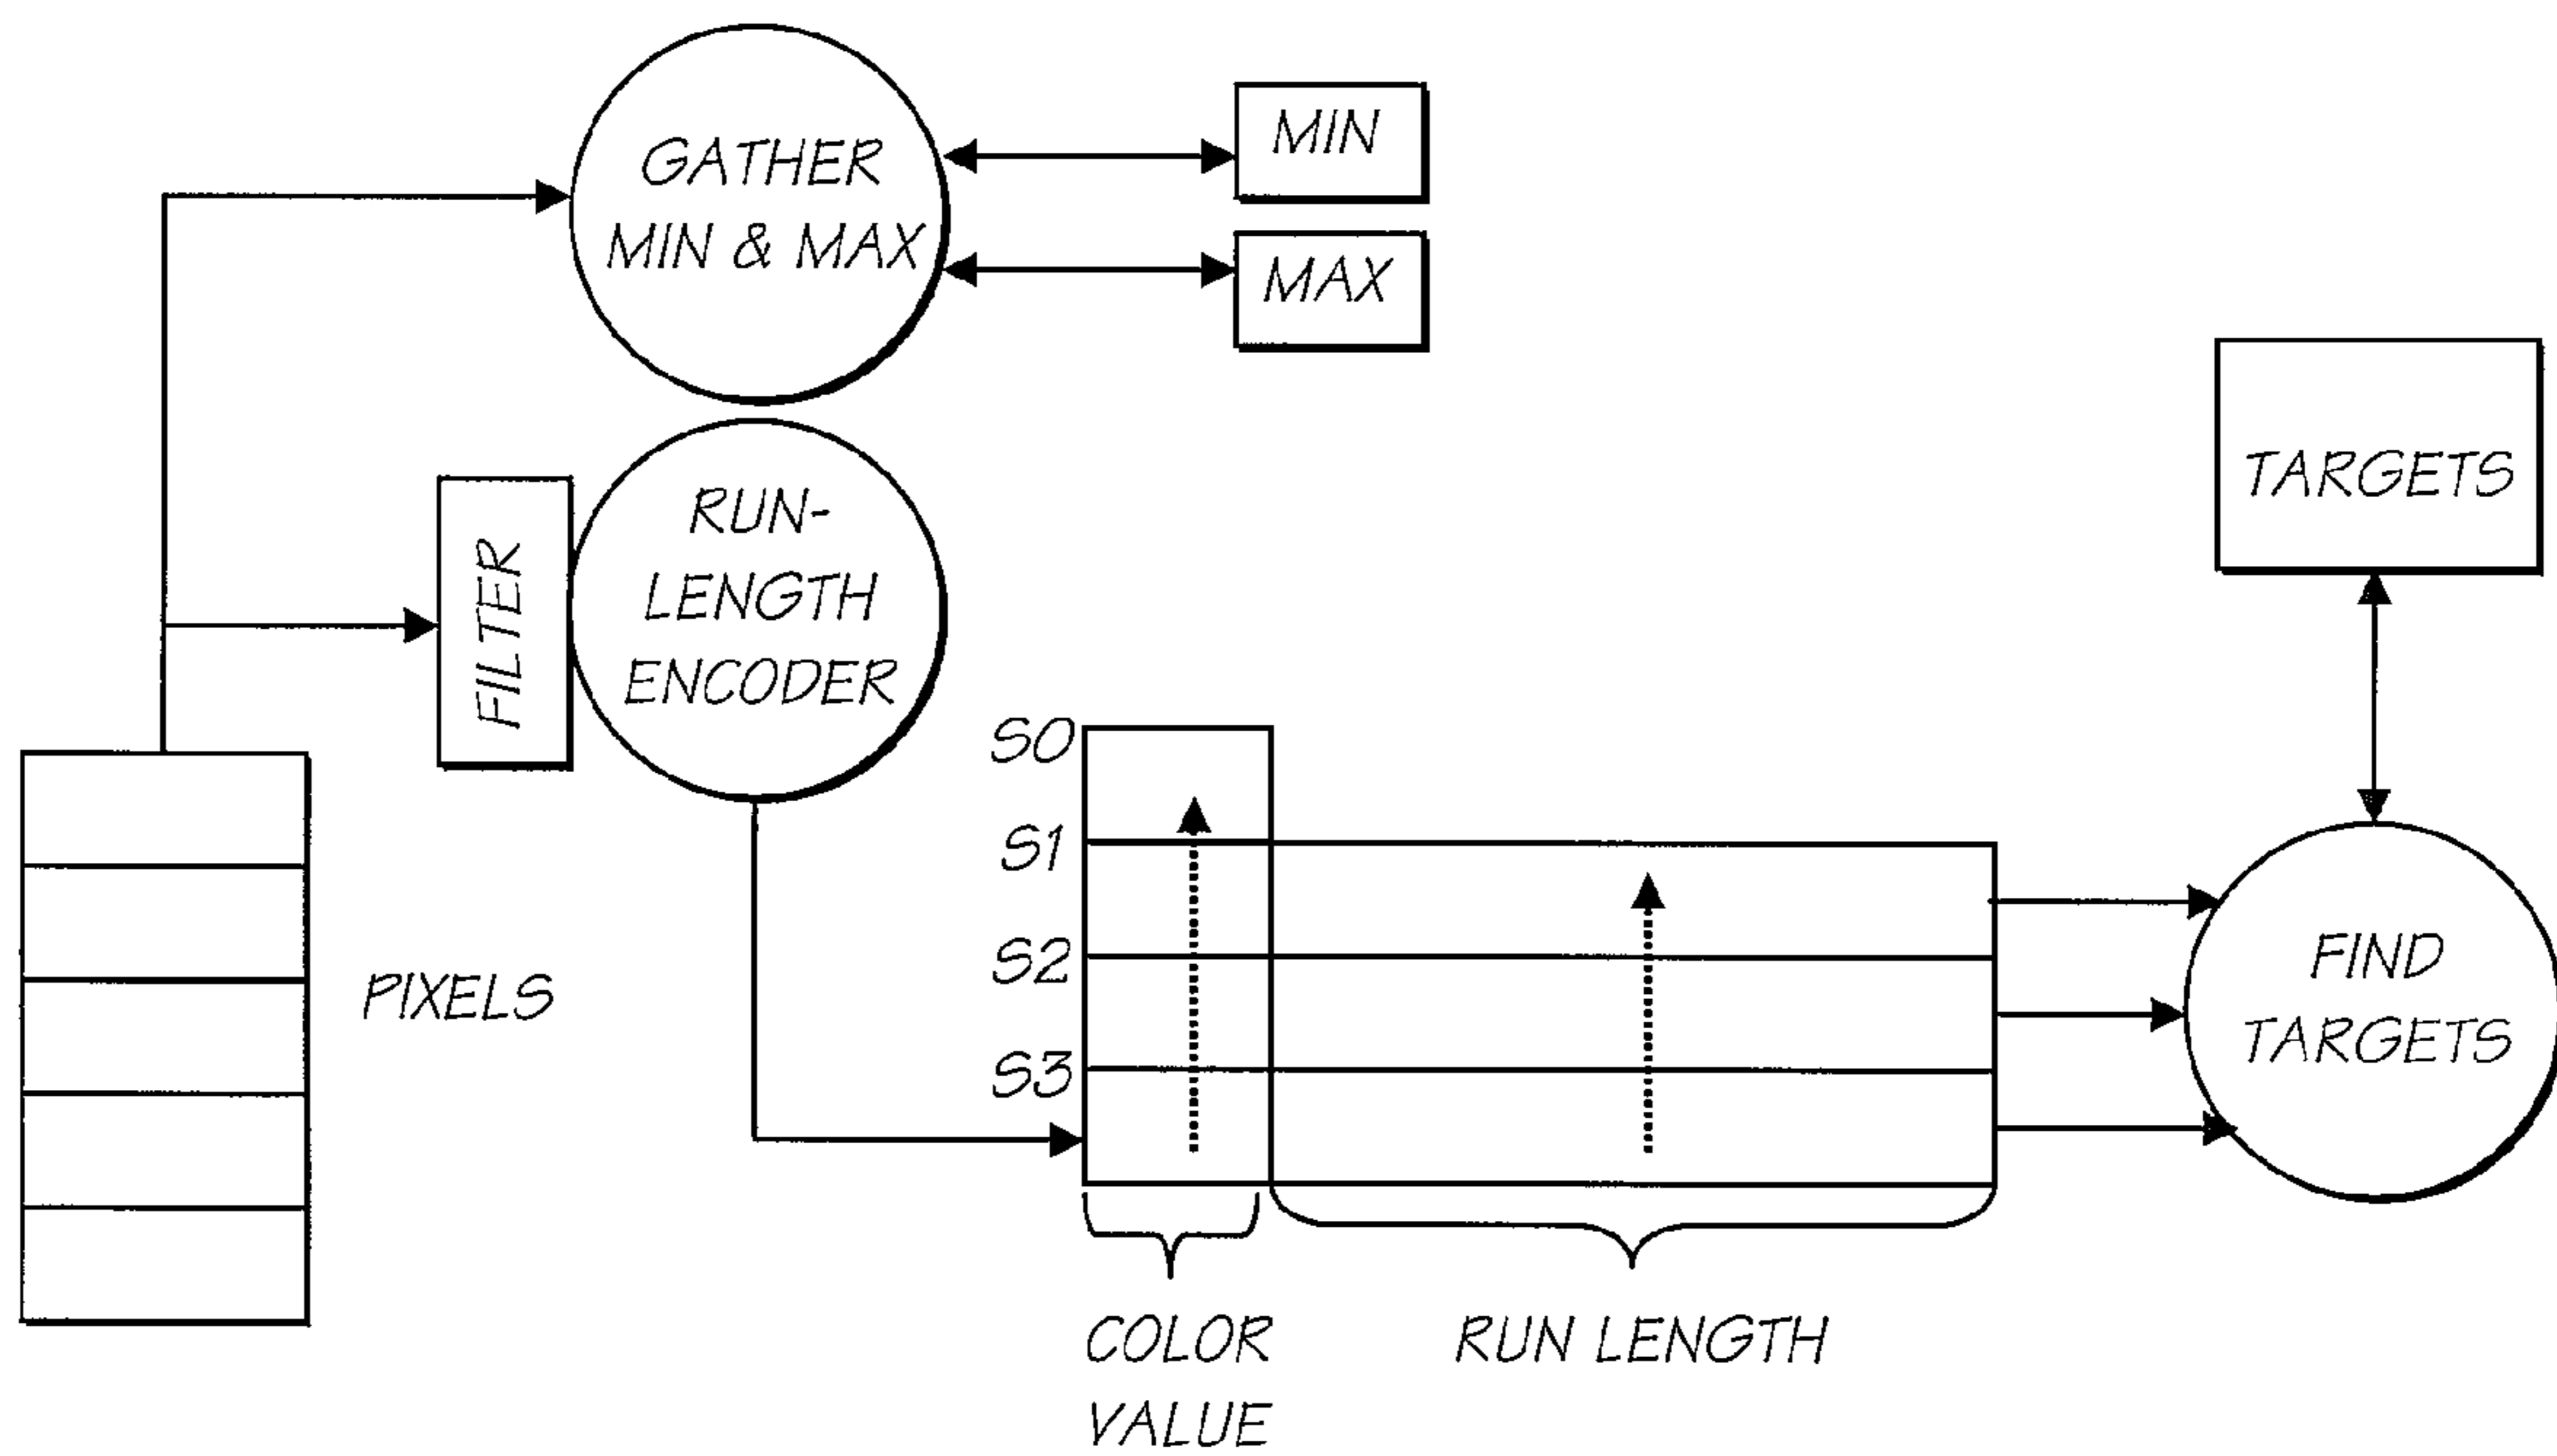 GATHER
MIN & MAX
MIN
MAX
TARGETS
FILTER
RUN-
LENGTH
ENCODER
S0
S1
S2
S3
PIXELS
FIND
TARGETS
COLOR
VALUE
RUN LENGTH